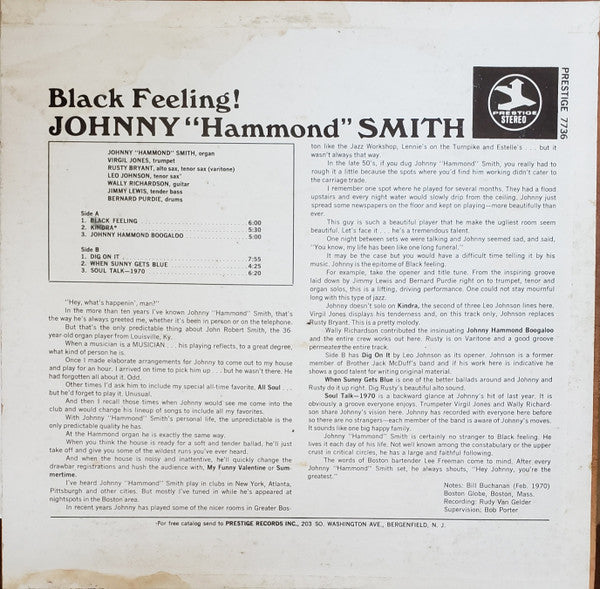 Black Feeling!
JOHNNY "Hammond" SMITH
PRESTIGE
STEREO
PRESTIGE 7736
JOHNNY "HAMMOND" SMITH, organ
VIRGIL JONES, trumpet
RUSTY BRYANT, alto sax, tenor sax (varitone)
LEO JOHNSON, tenor sax*
WALLY RICHARDSON, guitar
JIMMY LEWIS, fender bass
BERNARD PURDIE, drums
Side A
1. BLACK FEELING 6:00
2. KINDRA* 5:30
3. JOHNNY HAMMOND BOOGALOO 5:00
Side B
1. DIG ON IT 7:55
2. WHEN SUNNY GETS BLUE 4:25
3. SOUL TALK—1970 6:20
"Hey, what's happenin', man?"
In the more than ten years I've known Johnny "Hammond" Smith, that's
the way he's always greeted me, whether it's been in person or on the telephone.
But that's the only predictable thing about John Robert Smith, the 36-
year-old organ player from Louisville, Ky.
When a musician is a MUSICIAN . . . his playing reflects, to a great degree,
what kind of person he is.
Once I made elaborate arrangements for Johnny to come out to my house
and play for an hour. I arrived on time to pick him up . . . but he wasn't there. He
had forgotten all about it. Odd.
Other times I'd ask him to include my special all-time favorite, All Soul . . .
but he'd forget to play it. Unusual.
And then I recall those times when Johnny would see me come into the
club and would change his lineup of songs to include all my favorites.
With Johnny "Hammond" Smith's personal life, the unpredictable is the
only predictable quality he has.
At the Hammond organ he is exactly the same way.
When you think the house is ready for a soft and tender ballad, he'll just
take off and give you some of the wildest runs you've ever heard.
And when the house is noisy and inattentive, he'll quickly change the
drawbar registrations and hush the audience with, My Funny Valentine or Sum-
mertime.
I've heard Johnny "Hammond" Smith play in clubs in New York, Atlanta,
Pittsburgh and other cities. But mostly I've tuned in while he's appeared at
nightspots in the Boston area.
In recent years Johnny has played some of the nicer rooms in Greater Bos-
ton like the Jazz Workshop, Lennie's on the Turnpike and Estelle's . . . but it
wasn't always that way.
In the late 50's, if you dug Johnny "Hammond" Smith, you really had to
rough it a little because the spots where you'd find him working didn't cater to
the carriage trade.
I remember one spot where he played for several months. They had a flood
upstairs and every night water would slowly drip from the ceiling. Johnny just
spread some newspapers on the floor and kept on playing—more beautifully than
ever.
This guy is such a beautiful player that he make the ugliest room seem
beautiful. Let's face it . . . he's a tremendous talent.
One night between sets we were talking and Johnny seemed sad, and said,
"You know, my life has been like one long funeral."
It may be the case but you would have a difficult time telling it by his
music. Johnny is the epitome of Black Feeling.
For example, take the opener and title tune. From the inspiring groove
laid down by Jimmy Lewis and Bernard Purdie right on to trumpet, tenor and
organ solos, this is a lifting, driving performance. One could not stay mournful
long with this type of jazz.
Johnny doesn't solo on Kindra, the second of three Leo Johnson lines here.
Virgil Jones displays his tenderness and, on this track only, Johnson replaces
Rusty Bryant. This is a pretty melody.
Wally Richardson contributed the insinuating Johnny Hammond Boogaloo
and the entire crew works out here. Rusty is on Varitone and a good groove
permeates the entire track.
Side B has Dig On It by Leo Johnson as its opener. Johnson is a former
member of Brother Jack McDuff's band and if his work here is indicative he
shows a good talent for writing original material.
When Sunny Gets Blue is one of the better ballads around and Johnny and
Rusty do it up right. Dig Rusty's beautiful alto sound.
Soul Talk—1970 is a backward glance at Johnny's hit of last year. It is
obviously a groove everyone enjoys. Trumpeter Virgil Jones and Wally Richard-
son share Johnny's vision here. Johnny has recorded with everyone here before
so there are no strangers—each member of the band is aware of Johnny's moves.
It sounds like one big happy family.
Johnny "Hammond" Smith is certainly no stranger to Black feeling. He
lives it each day of his life. Not well known among the constabulary or the upper
crust in critical circles, he has a large and faithful following.
The words of Boston bartender Lee Freeman come to mind. After every
Johnny "Hammond" Smith set, he always shouts, "Hey Johnny, you're the
greatest."
Notes: Bill Buchanan (Feb. 1970)
Boston Globe, Boston, Mass.
Recording: Rudy Van Gelder
Supervision: Bob Porter
For free catalog send to PRESTIGE RECORDS INC., 203 SO. WASHINGTON AVE., BERGENFIELD, N. J.